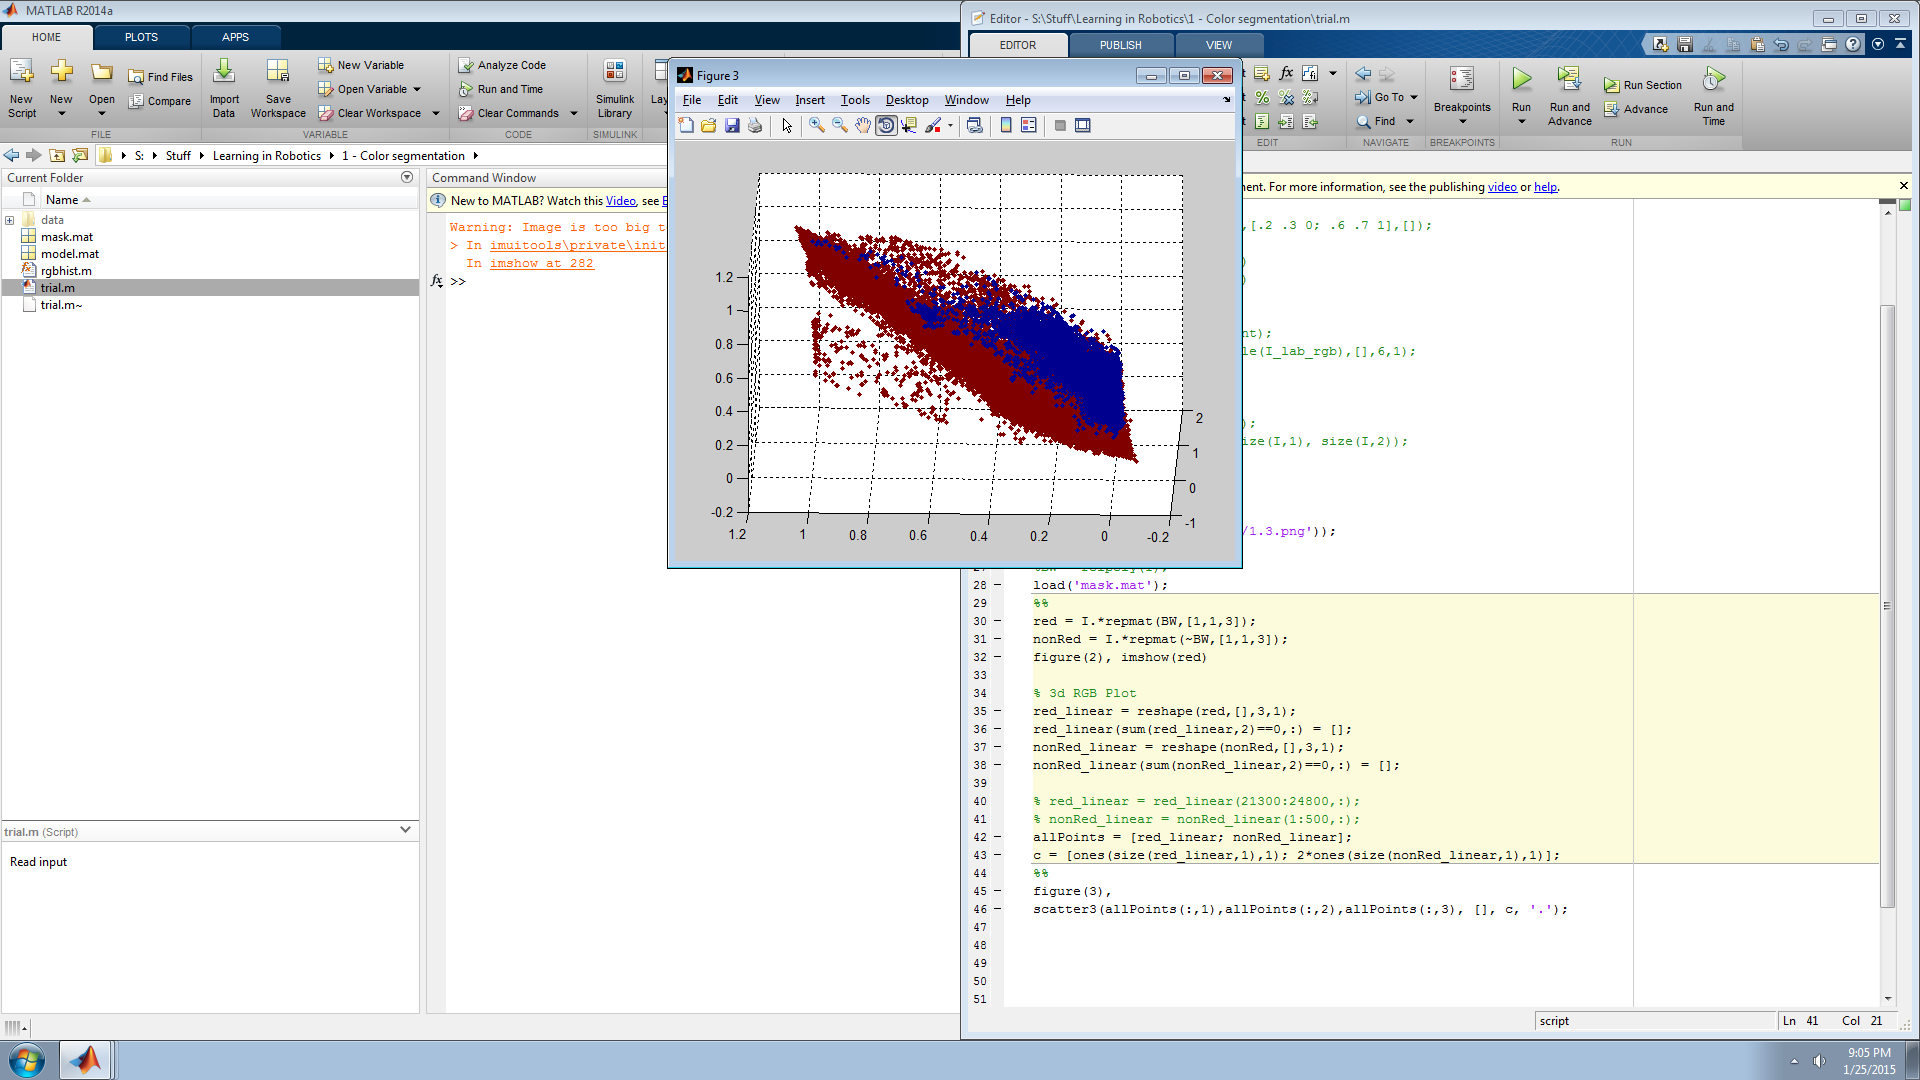 MATLAB R2014a
HOME PLOTS APPS
New Script
New
Open
Find Files
Compare
FILE
Import Data
Save Workspace
New Variable
Open Variable
Clear Workspace
VARIABLE
Analyze Code
Run and Time
Clear Commands
CODE
Simulink Library
SIMULINK
Lay
S: Stuff Learning in Robotics 1 - Color segmentation
Current Folder
Name
data
mask.mat
model.mat
rgbhist.m
trial.m
trial.m~
trial.m (Script)
Read input
Command Window
New to MATLAB? Watch this Video, see
Warning: Image is too big t
> In imuitools\private\init
In imshow at 282
fx >>
Figure 3
File Edit View Insert Tools Desktop Window Help
1.2
1
0.8
0.6
0.4
0.2
0
-0.2
1.2 1 0.8 0.6 0.4 0.2 0 -0.2
2
1
0
-1
Editor - S:\Stuff\Learning in Robotics\1 - Color segmentation\trial.m
EDITOR PUBLISH VIEW
fx
EDIT
Go To
Find
NAVIGATE
Breakpoints
BREAKPOINTS
Run
Run and Advance
Run Section
Advance
Run and Time
RUN
ent. For more information, see the publishing video or help.
,[.2 .3 0; .6 .7 1],[]);
)
)
nt);
le(I_lab_rgb),[],6,1);
);
ize(I,1), size(I,2));
/1.3.png'));
28 load('mask.mat');
29 %%
30 red = I.*repmat(BW,[1,1,3]);
31 nonRed = I.*repmat(~BW,[1,1,3]);
32 figure(2), imshow(red)
33
34 % 3d RGB Plot
35 red_linear = reshape(red,[],3,1);
36 red_linear(sum(red_linear,2)==0,:) = [];
37 nonRed_linear = reshape(nonRed,[],3,1);
38 nonRed_linear(sum(nonRed_linear,2)==0,:) = [];
39
40 % red_linear = red_linear(21300:24800,:);
41 % nonRed_linear = nonRed_linear(1:500,:);
42 allPoints = [red_linear; nonRed_linear];
43 c = [ones(size(red_linear,1),1); 2*ones(size(nonRed_linear,1),1)];
44 %%
45 figure(3),
46 scatter3(allPoints(:,1),allPoints(:,2),allPoints(:,3), [], c, '.');
47
48
49
50
51
script Ln 41 Col 21
9:05 PM
1/25/2015